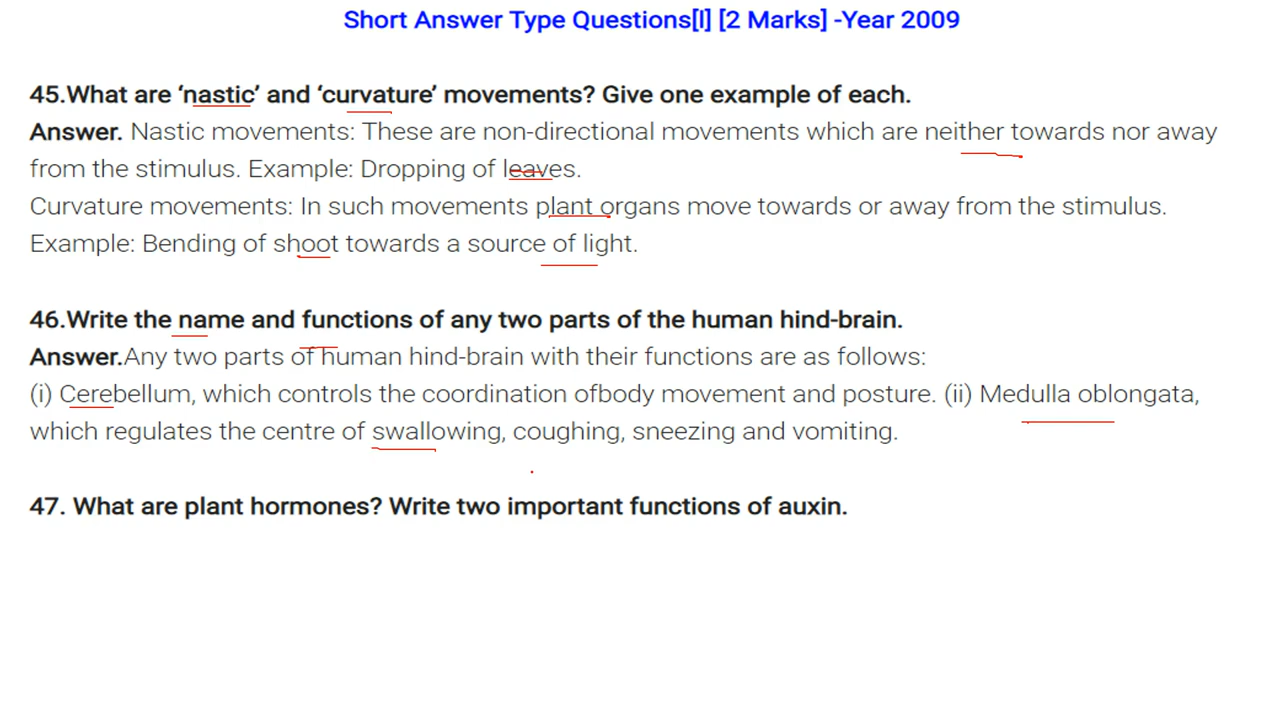 Short Answer Type Questions[I] [2 Marks] -Year 2009
45.What are ‘nastic’ and ‘curvature’ movements? Give one example of each.
Answer. Nastic movements: These are non-directional movements which are neither towards nor away
from the stimulus. Example: Dropping of leaves.
Curvature movements: In such movements plant organs move towards or away from the stimulus.
Example: Bending of shoot towards a source of light.
46.Write the name and functions of any two parts of the human hind-brain.
Answer.Any two parts of human hind-brain with their functions are as follows:
(i) Cerebellum, which controls the coordination ofbody movement and posture. (ii) Medulla oblongata,
which regulates the centre of swallowing, coughing, sneezing and vomiting.
47. What are plant hormones? Write two important functions of auxin.